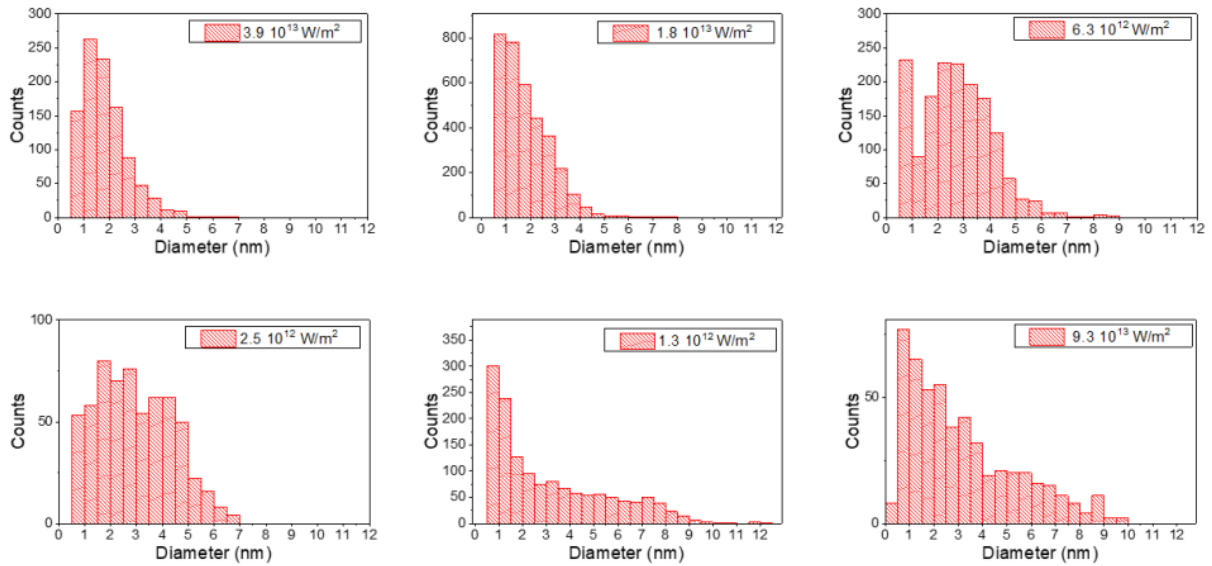 300
250
200
150
100
50
0
Counts
3.9 10¹³ W/m²
0 1 2 3 4 5 6 7 8 9 10 11 12
Diameter (nm)
800
600
400
200
0
Counts
1.8 10¹³ W/m²
0 1 2 3 4 5 6 7 8 9 10 11 12
Diameter (nm)
300
250
200
150
100
50
0
Counts
6.3 10¹² W/m²
0 1 2 3 4 5 6 7 8 9 10 11 12
Diameter (nm)
100
50
0
Counts
2.5 10¹² W/m²
0 1 2 3 4 5 6 7 8 9 10 11 12
Diameter (nm)
350
300
250
200
150
100
50
0
Counts
1.3 10¹² W/m²
0 1 2 3 4 5 6 7 8 9 10 11 12
Diameter (nm)
50
0
Counts
9.3 10¹³ W/m²
0 1 2 3 4 5 6 7 8 9 10 11 12
Diameter (nm)